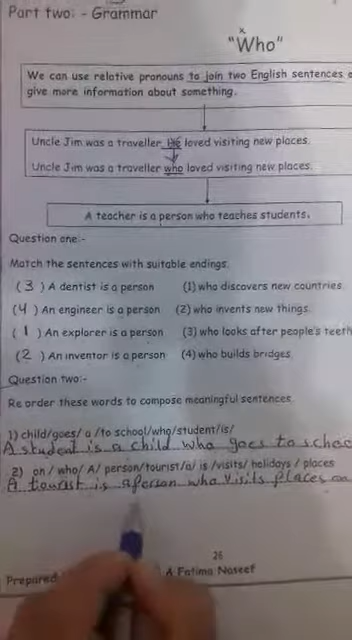 Part two: - Grammar
x
"Who"
We can use relative pronouns to join two English sentences
give more information about something.
Uncle Jim was a traveller. He loved visiting new places.
Uncle Jim was a traveller who loved visiting new places.
A teacher is a person who teaches students.
Question one:-
Match the sentences with suitable endings.
(3) A dentist is a person (1) who discovers new countries
(4) An engineer is a person (2) who invents new things.
(1) An explorer is a person (3) who looks after people's teeth
(2) An inventor is a person (4) who builds bridges
Question two:-
Re order these words to compose meaningful sentences.
1) child/goes/ a /to school/who/student/is/
A student is a child who goes to school
2) on / who/ A/ person/tourist/a/ is /visits/ holidays / places
A tourist is a person who visits places on
26
Prepared A Fatima Naseef